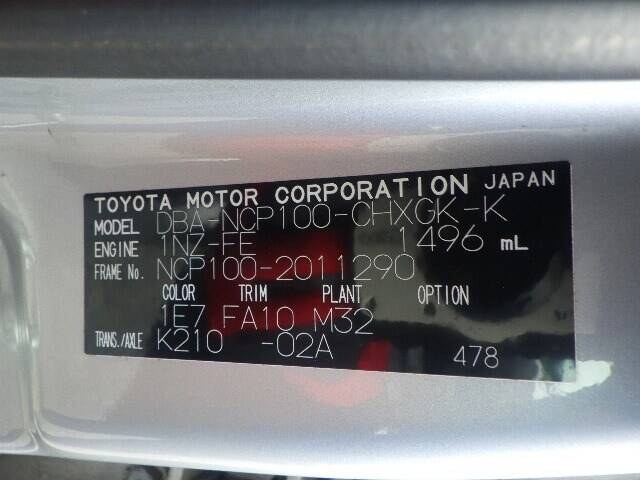 TOYOTA MOTOR CORPORATION JAPAN
MODEL DBA-NCP100-CHXGK-K
ENGINE 1NZ-FE 1496 mL
FRAME No. NCP100-2011290
COLOR TRIM PLANT OPTION
1E7 FA10 M32
TRANS./AXLE K210 -02A 478